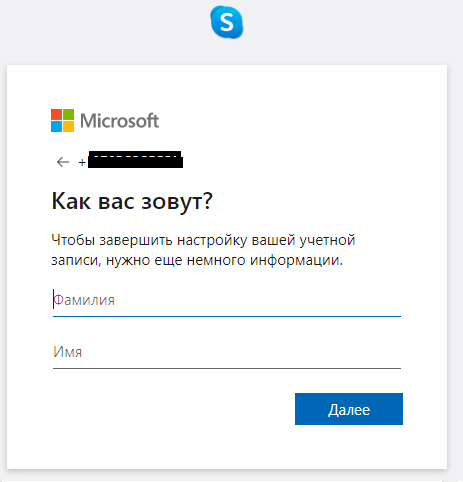 S
Microsoft
← +
Как вас зовут?
Чтобы завершить настройку вашей учетной
записи, нужно еще немного информации.
Фамилия
Имя
Далее